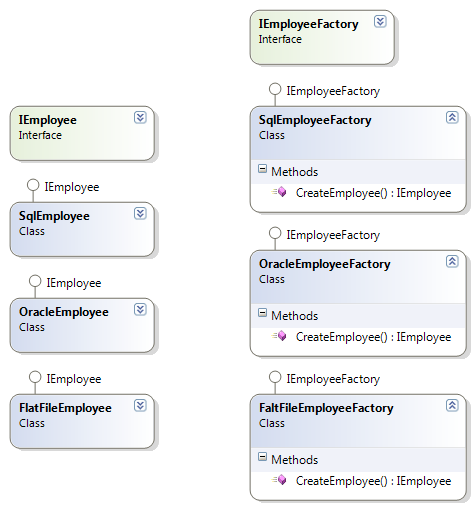 IEmployee
Interface
IEmployee
SqlEmployee
Class
IEmployee
OracleEmployee
Class
IEmployee
FlatFileEmployee
Class
IEmployeeFactory
Interface
IEmployeeFactory
SqlEmployeeFactory
Class
Methods
CreateEmployee() : IEmployee
IEmployeeFactory
OracleEmployeeFactory
Class
Methods
CreateEmployee() : IEmployee
IEmployeeFactory
FaltFileEmployeeFactory
Class
Methods
CreateEmployee() : IEmployee